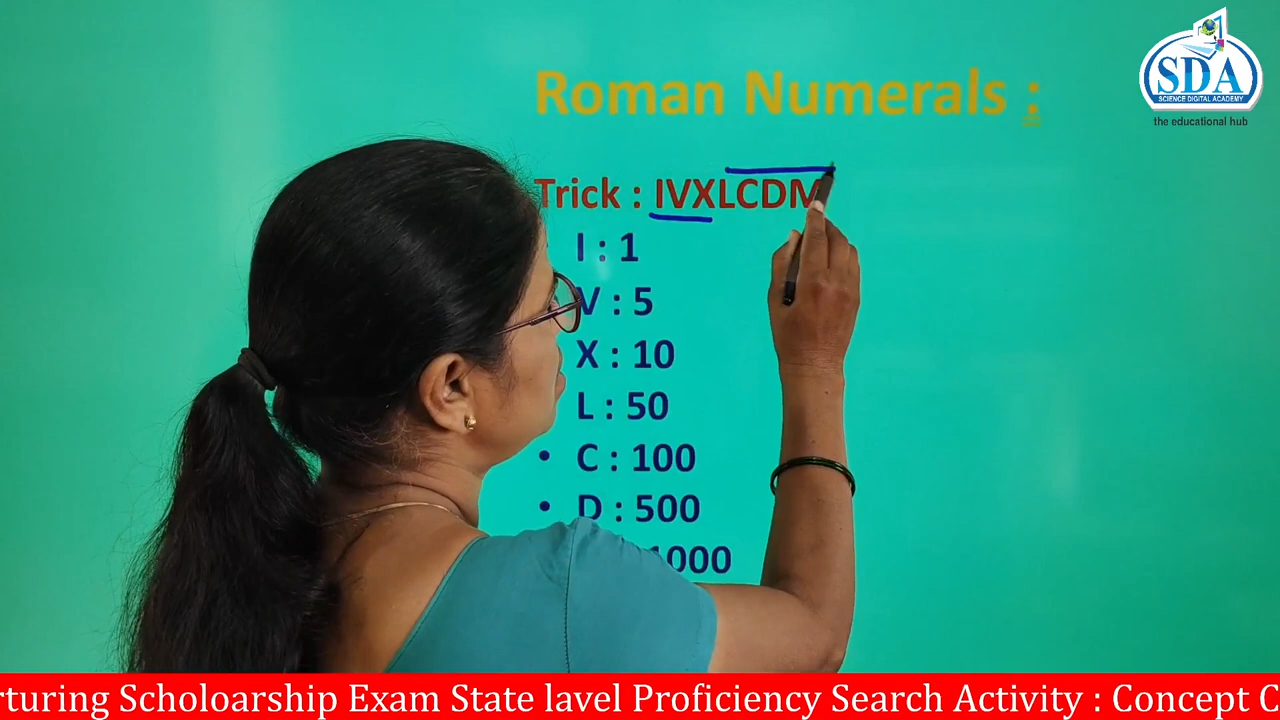 SDA
SCIENCE DIGITAL ACADEMY
the educational hub
Roman Numerals :
Trick : IVXLCDM
I : 1
V : 5
X : 10
L : 50
• C : 100
• D : 500
1000
rturing Scholoarship Exam State lavel Proficiency Search Activity : Concept C